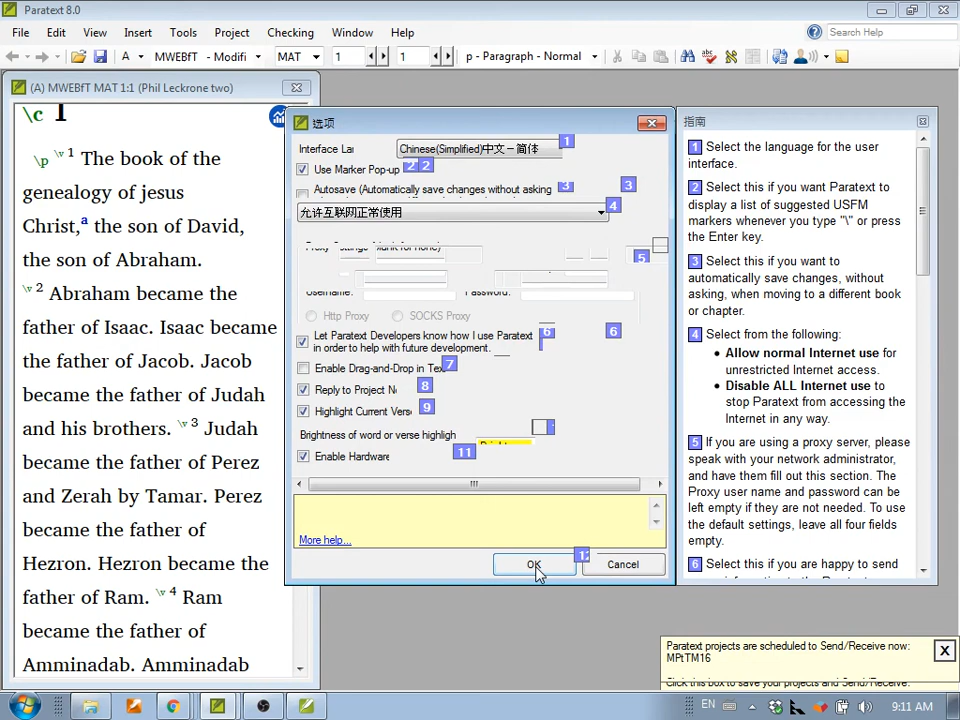 Paratext 8.0
File Edit View Insert Tools Project Checking Window Help
Search Help
A MWEBfT - Modifi MAT 1 1 p - Paragraph - Normal
(A) MWEBfT MAT 1:1 (Phil Leckrone two)
\c 1
\p \v 1 The book of the
genealogy of jesus
Christ,a the son of David,
the son of Abraham.
\v 2 Abraham became the
father of Isaac. Isaac became
the father of Jacob. Jacob
became the father of Judah
and his brothers. \v 3 Judah
became the father of Perez
and Zerah by Tamar. Perez
became the father of
Hezron. Hezron became the
father of Ram. \v 4 Ram
became the father of
Amminadab. Amminadab
选项
Interface Lar
Chinese(Simplified)中文－简体 1
Use Marker Pop-up 2 2
Autosave (Automatically save changes without asking 3 3
允许互联网正常使用 4
5
Username: Password:
Http Proxy SOCKS Proxy
Let Paratext Developers know how I use Paratext 6 6
in order to help with future development.
Enable Drag-and-Drop in Tex 7
Reply to Project No 8
Highlight Current Verse 9
Brightness of word or verse highligh
Enable Hardware 11
More help...
OK 12 Cancel
指南
1 Select the language for the user
interface.
2 Select this if you want Paratext to
display a list of suggested USFM
markers whenever you type "\" or press
the Enter key.
3 Select this if you want to
automatically save changes, without
asking, when moving to a different book
or chapter.
4 Select from the following:
• Allow normal Internet use for
unrestricted Internet access.
• Disable ALL Internet use to
stop Paratext from accessing the
Internet in any way.
5 If you are using a proxy server, please
speak with your network administrator,
and have them fill out this section. The
Proxy user name and password can be
left empty if they are not needed. To use
the default settings, leave all four fields
empty.
6 Select this if you are happy to send
Paratext projects are scheduled to Send/Receive now:
MPtTM16
X
Click this box to save your projects and Send/Receive.
EN 9:11 AM